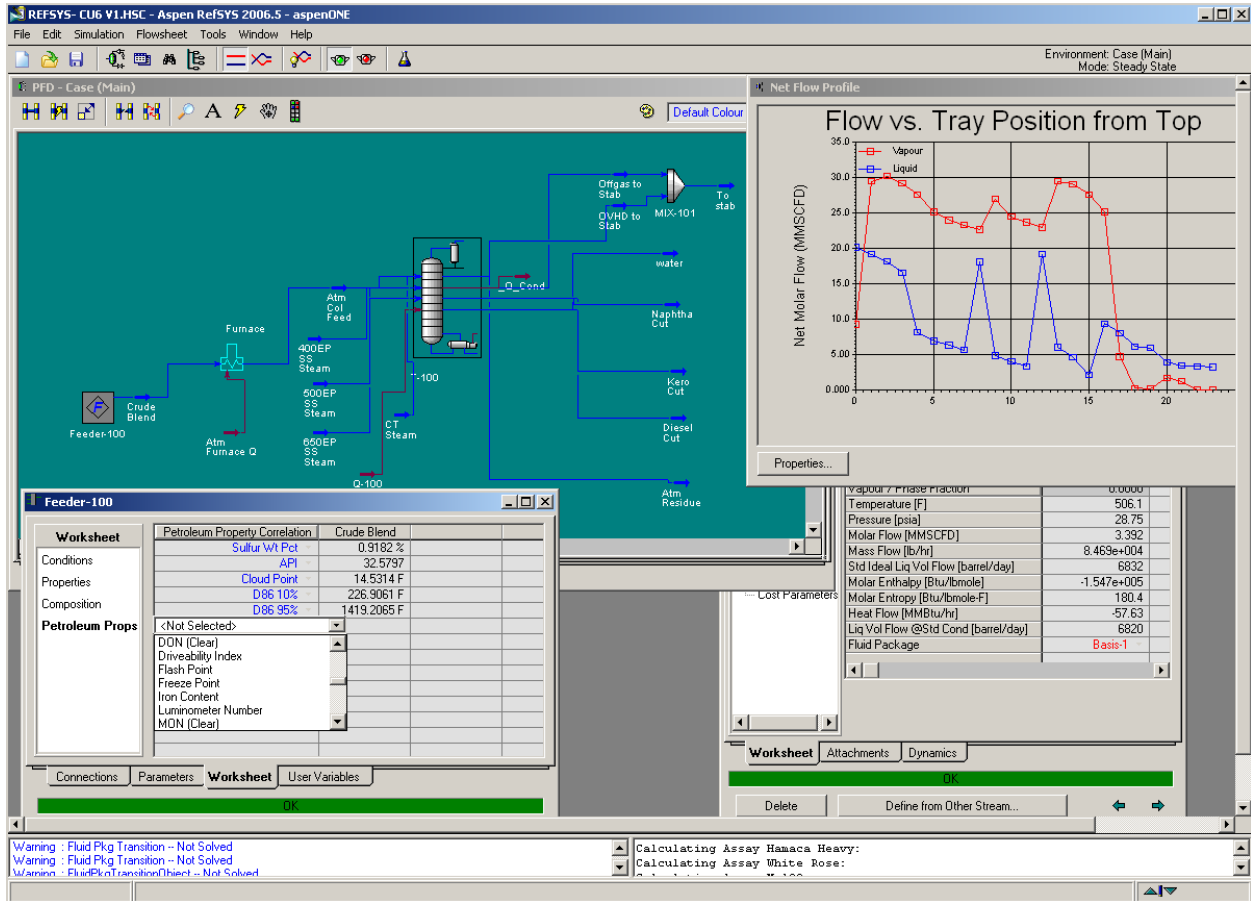 REFSYS- CU6 V1.HSC - Aspen RefSYS 2006.5 - aspenONE
File Edit Simulation Flowsheet Tools Window Help
Environment: Case (Main)
Mode: Steady State
PFD - Case (Main)
A
Default Colour
Offgas to
Stab
OVHD to
Stab
MIX-101
To
stab
water
_Q_Cond
Atm
Col
Feed
Naphtha
Cut
Furnace
400EP
SS
Steam
T-100
Kero
Cut
500EP
SS
Steam
F
Crude
Blend
Feeder-100
CT
Steam
Diesel
Cut
Atm
Furnace Q
650EP
SS
Steam
Q-100
Atm
Residue
Net Flow Profile
Flow vs. Tray Position from Top
Vapour
Liquid
Net Molar Flow (MMSCFD)
35.0
30.0
25.0
20.0
15.0
10.0
5.00
0.000
0 5 10 15 20
Properties...
Feeder-100
Worksheet
Conditions
Properties
Composition
Petroleum Props
Petroleum Property Correlation Crude Blend
Sulfur Wt Pct 0.9182 %
API 32.5797
Cloud Point 14.5314 F
D86 10% 226.9061 F
D86 95% 1419.2065 F
<Not Selected>
DON (Clear)
Driveability Index
Flash Point
Freeze Point
Iron Content
Luminometer Number
MON (Clear)
Connections Parameters Worksheet User Variables
OK
Cost Parameters
Vapour / Phase Fraction 0.0000
Temperature [F] 506.1
Pressure [psia] 28.75
Molar Flow [MMSCFD] 3.392
Mass Flow [lb/hr] 8.469e+004
Std Ideal Liq Vol Flow [barrel/day] 6832
Molar Enthalpy [Btu/lbmole] -1.547e+005
Molar Entropy [Btu/lbmole-F] 180.4
Heat Flow [MMBtu/hr] -57.63
Liq Vol Flow @Std Cond [barrel/day] 6820
Fluid Package Basis-1
Worksheet Attachments Dynamics
OK
Delete Define from Other Stream...
Warning : Fluid Pkg Transition -- Not Solved
Warning : Fluid Pkg Transition -- Not Solved
Warning : FluidPkgTransitionObject -- Not Solved
Calculating Assay Hamaca Heavy:
Calculating Assay White Rose: